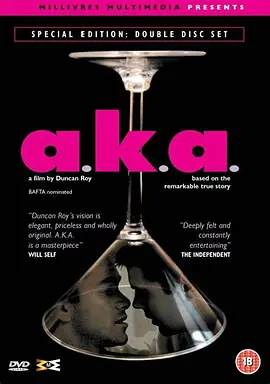 MILLIVRES MULTIMEDIA PRESENTS
SPECIAL EDITION: DOUBLE DISC SET
a.k.a.
a film by Duncan Roy
BAFTA nominated
based on the
remarkable true story
"Duncan Roy's vision is
elegant, priceless and wholly
original. A.K.A.
is a masterpiece"
WILL SELF
"Deeply felt and
constantly
entertaining"
THE INDEPENDENT
DVD
VIDEO
18